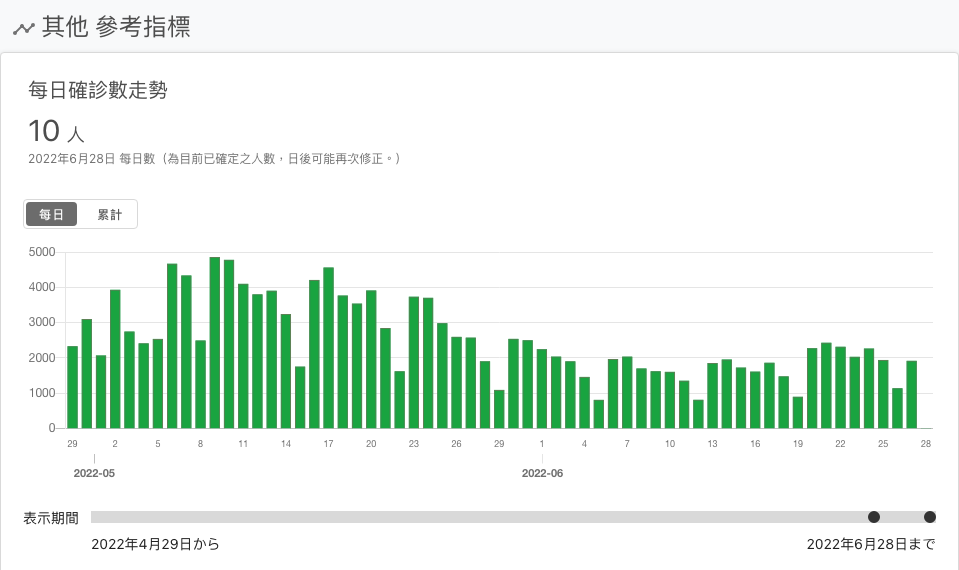 其他 參考指標
每日確診數走勢
10 人
2022年6月28日 每日數（為目前已確定之人數，日後可能再次修正。）
每日 累計
5000
4000
3000
2000
1000
0
29 2 5 8 11 14 17 20 23 26 29 1 4 7 10 13 16 19 22 25 28
2022-05 2022-06
表示期間
2022年4月29日から 2022年6月28日まで